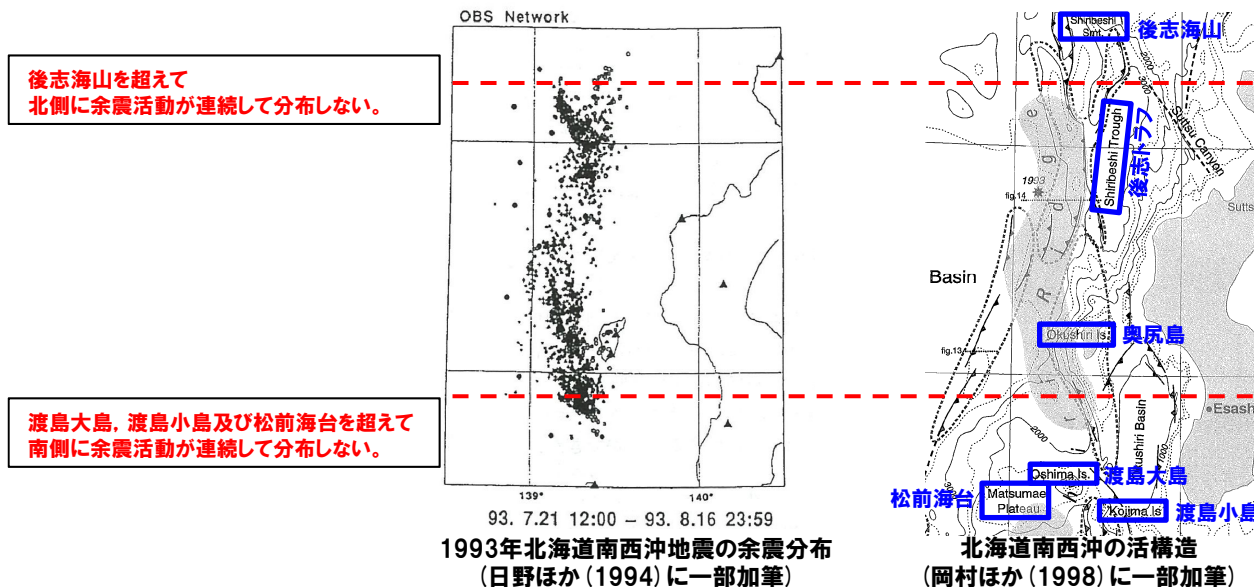 後志海山を超えて
北側に余震活動が連続して分布しない。
渡島大島，渡島小島及び松前海台を超えて
南側に余震活動が連続して分布しない。
OBS Network
139°
140°
93. 7.21 12:00 − 93. 8.16 23:59
1993年北海道南西沖地震の余震分布
(日野ほか(1994)に一部加筆)
Shiribeshi
Smt.
後志海山
2000
3000
Suttsu Canyon
Shiribeshi Trough
後志トラフ
1993
fig.14
Suttsu
Basin
Ridge
Okushiri Is.
奥尻島
fig.13
Esashi
2000
Okushiri Basin
1000
Oshima Is.
渡島大島
松前海台
Matsumae
Plateau
Kojima Is
渡島小島
北海道南西沖の活構造
(岡村ほか(1998)に一部加筆)